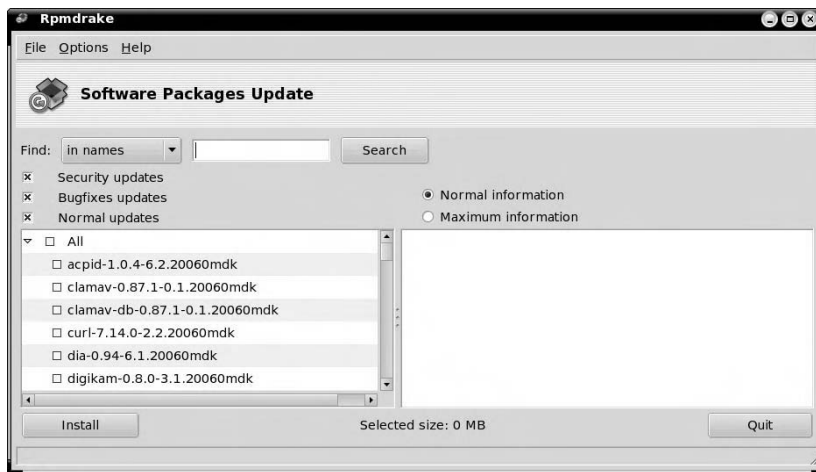 Rpmdrake
File Options Help
Software Packages Update
Find: in names Search
Security updates
Bugfixes updates
Normal updates
Normal information
Maximum information
All
acpid-1.0.4-6.2.20060mdk
clamav-0.87.1-0.1.20060mdk
clamav-db-0.87.1-0.1.20060mdk
curl-7.14.0-2.2.20060mdk
dia-0.94-6.1.20060mdk
digikam-0.8.0-3.1.20060mdk
Install Selected size: 0 MB Quit